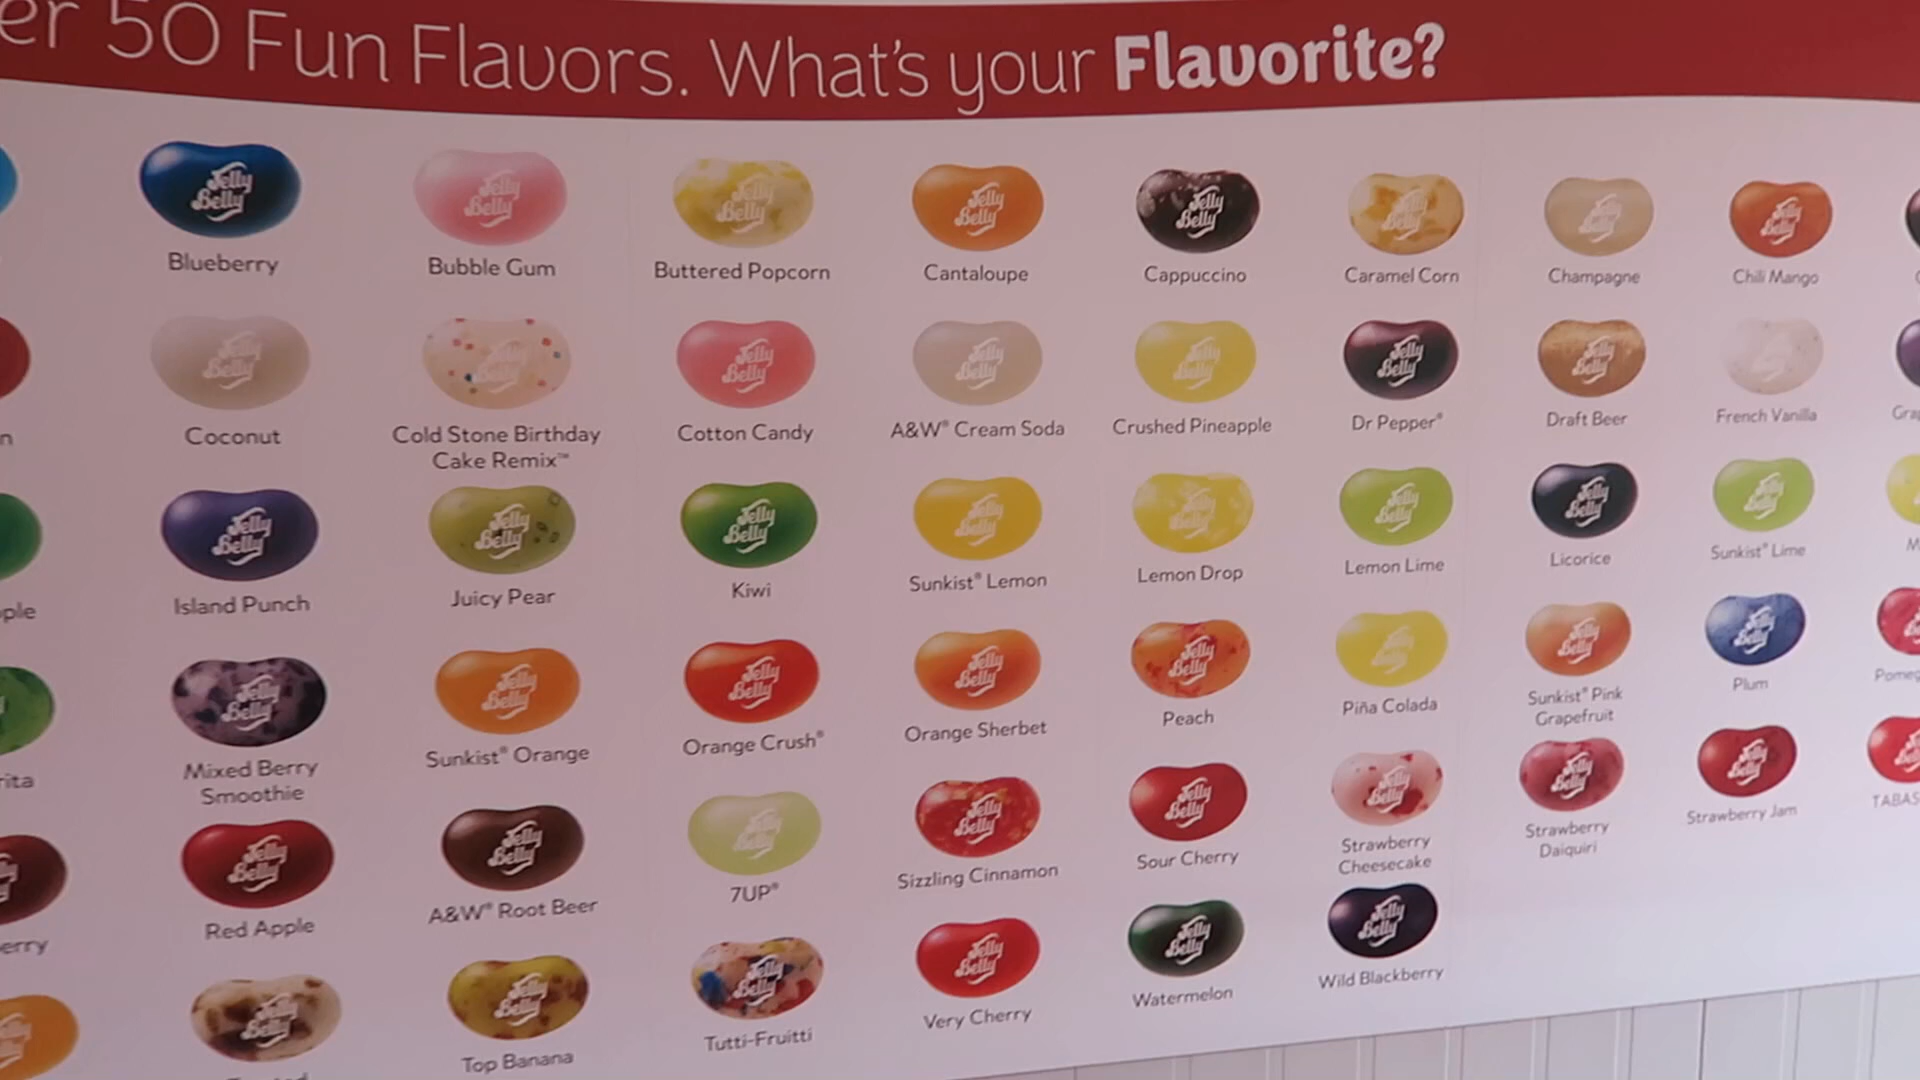 50 Fun Flavors. What's your Flavorite?
Blueberry
Bubble Gum
Buttered Popcorn
Cantaloupe
Cappuccino
Caramel Corn
Champagne
Chili Mango
Coconut
Cold Stone Birthday
Cake Remix™
Cotton Candy
A&W® Cream Soda
Crushed Pineapple
Dr Pepper®
Draft Beer
French Vanilla
Island Punch
Juicy Pear
Kiwi
Sunkist® Lemon
Lemon Drop
Lemon Lime
Licorice
Sunkist® Lime
Mixed Berry
Smoothie
Sunkist® Orange
Orange Crush®
Orange Sherbet
Peach
Piña Colada
Sunkist® Pink
Grapefruit
Plum
Red Apple
A&W® Root Beer
7UP®
Sizzling Cinnamon
Sour Cherry
Strawberry
Cheesecake
Strawberry
Daiquiri
Strawberry Jam
Top Banana
Tutti-Fruitti
Very Cherry
Watermelon
Wild Blackberry